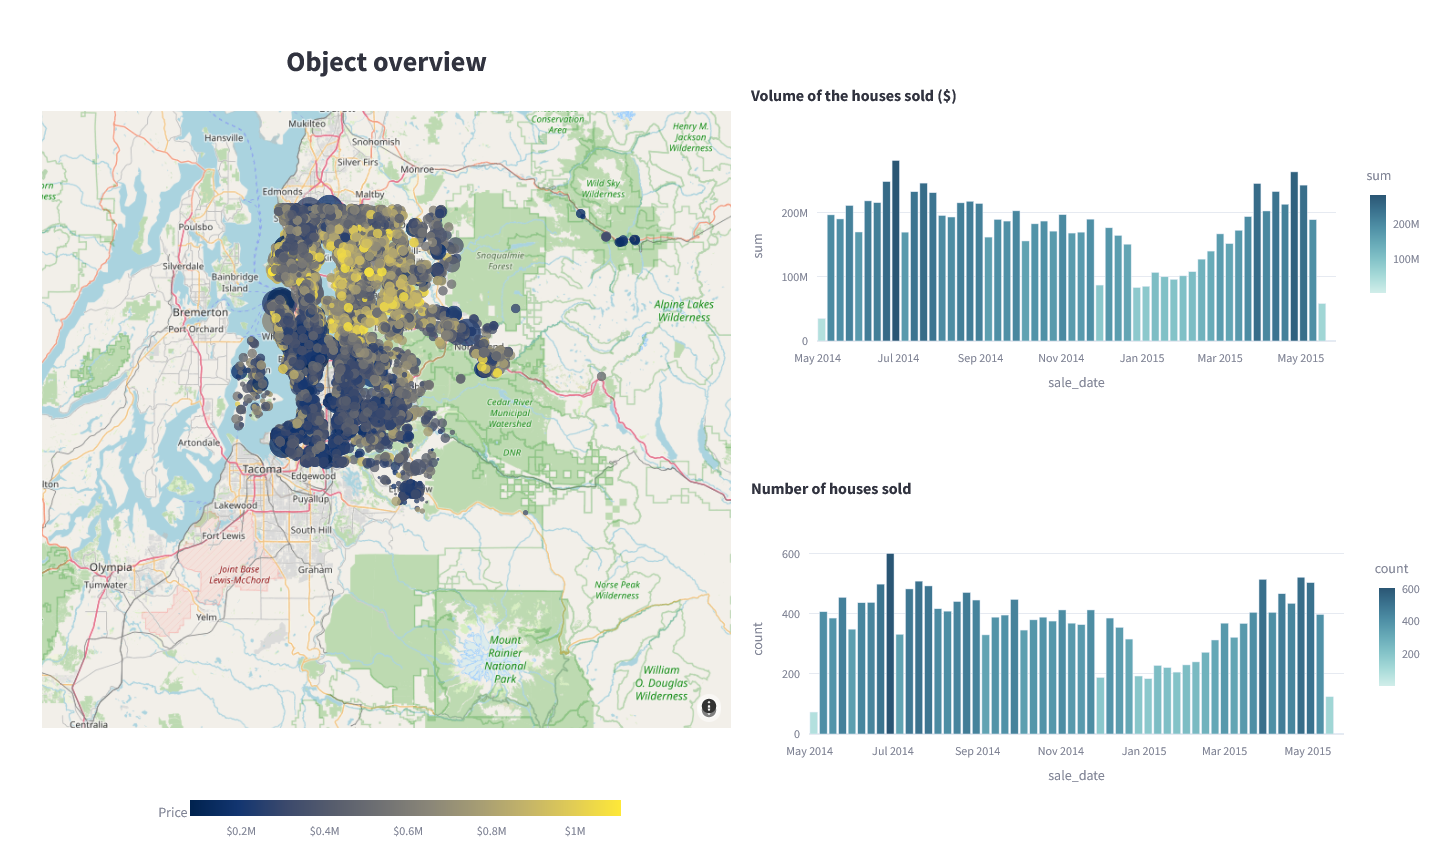 Object overview
Mukilteo
Conservation
Area
Henry M.
Jackson
Wilderness
Hansville
Snohomish
Silver Firs
Monroe
Edmonds
Maltby
Wild Sky
Wilderness
Poulsbo
Snoqualmie
Forest
Silverdale
Bainbridge
Island
Bremerton
Port Orchard
Alpine Lakes
Wilderness
Cedar River
Municipal
Watershed
Artondale
DNR
Tacoma
Edgewood
lton
Lakewood
Puyallup
Fort Lewis
South Hill
Olympia
Joint Base
Lewis-McChord
Graham
Tumwater
Norse Peak
Wilderness
Yelm
Mount
Rainier
National
Park
William
O. Douglas
Wilderness
Centralia
Price
$0.2M $0.4M $0.6M $0.8M $1M
Volume of the houses sold ($)
sum
200M
100M
0
May 2014 Jul 2014 Sep 2014 Nov 2014 Jan 2015 Mar 2015 May 2015
sale_date
sum
200M
100M
Number of houses sold
count
600
400
200
0
May 2014 Jul 2014 Sep 2014 Nov 2014 Jan 2015 Mar 2015 May 2015
sale_date
count
600
400
200